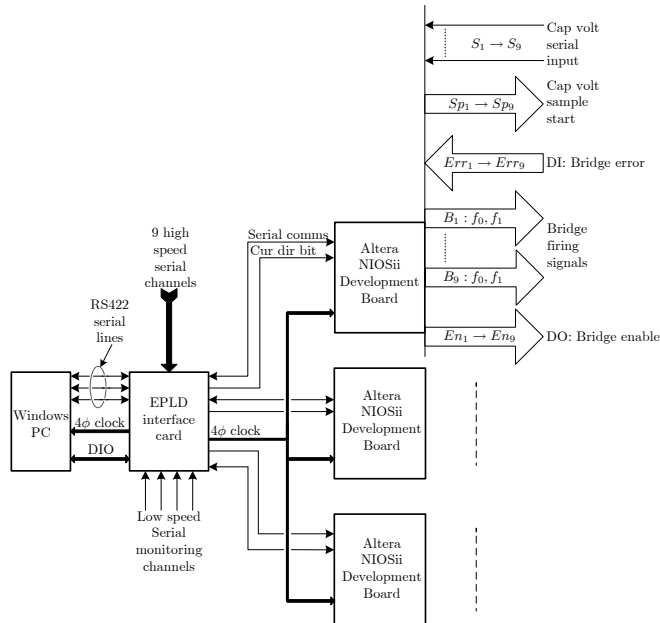 Cap volt
serial
input
S₁ → S₉
Cap volt
sample
start
Sp₁ → Sp₉
Err₁ → Err₉
DI: Bridge error
B₁ : f₀, f₁
Bridge
firing
signals
B₉ : f₀, f₁
En₁ → En₉
DO: Bridge enable
9 high
speed
serial
channels
Serial comms
Cur dir bit
Altera
NIOSii
Development
Board
RS422
serial
lines
Windows
PC
4ϕ clock
DIO
EPLD
interface
card
4ϕ clock
Altera
NIOSii
Development
Board
Low speed
Serial
monitoring
channels
Altera
NIOSii
Development
Board